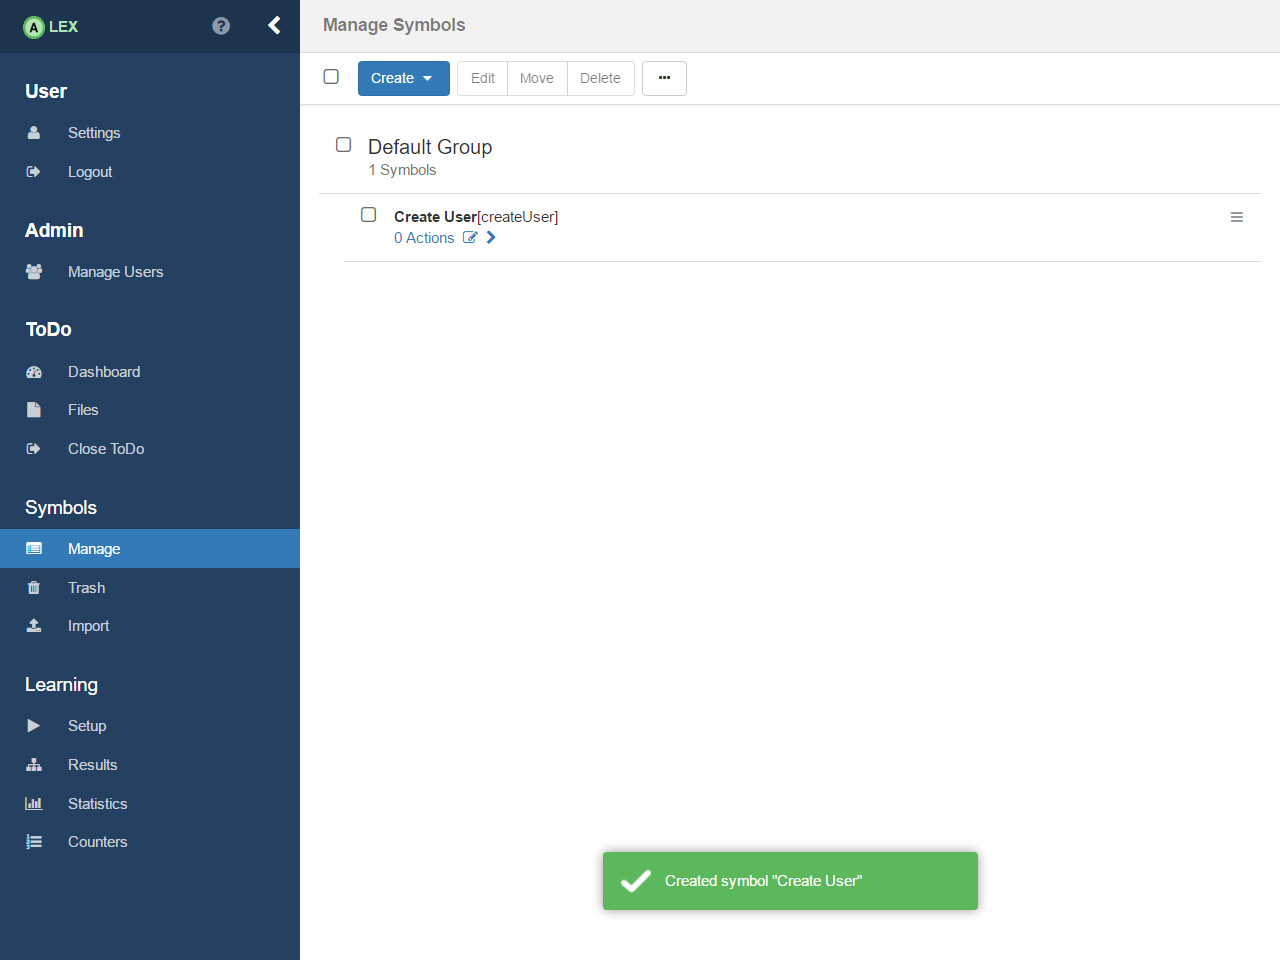 A LEX
User
Settings
Logout
Admin
Manage Users
ToDo
Dashboard
Files
Close ToDo
Symbols
Manage
Trash
Import
Learning
Setup
Results
Statistics
Counters
Manage Symbols
Create Edit Move Delete
Default Group
1 Symbols
Create User[createUser]
0 Actions
Created symbol "Create User"